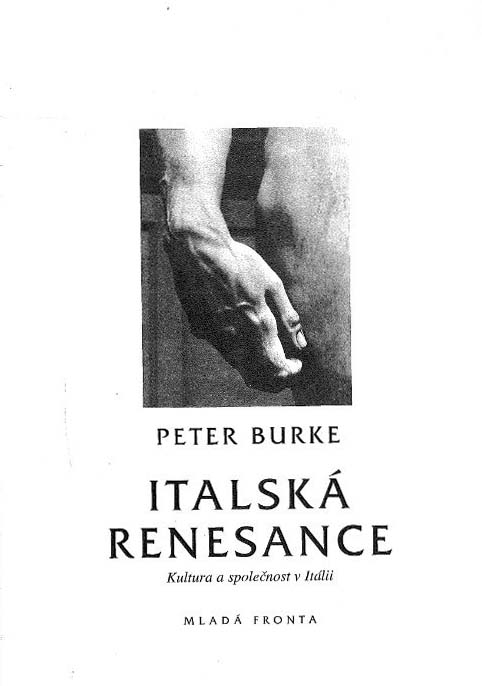 PETER BURKE
ITALSKÁ
RENESANCE
Kultura a společnost v Itálii
MLADÁ FRONTA